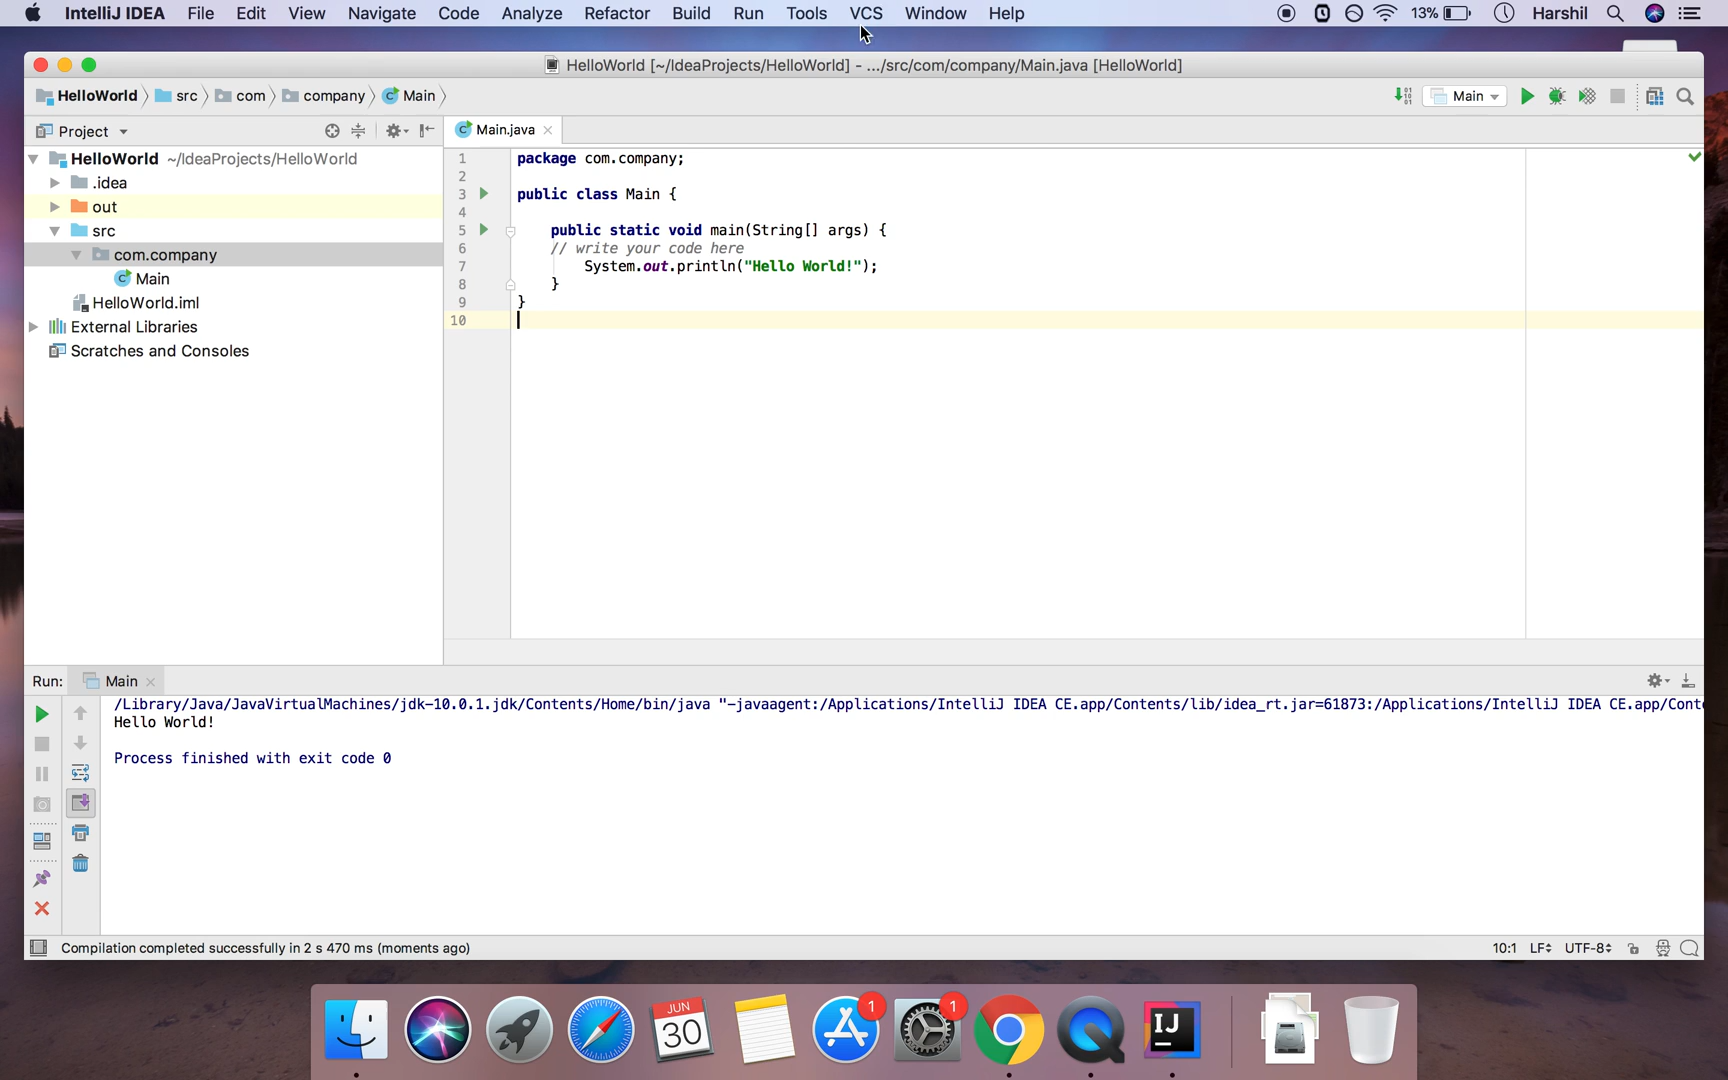 IntelliJ IDEA File Edit View Navigate Code Analyze Refactor Build Run Tools VCS Window Help 13% Harshil
HelloWorld [~/IdeaProjects/HelloWorld] - .../src/com/company/Main.java [HelloWorld]
HelloWorld src com company Main Main
Project Main.java
HelloWorld ~/IdeaProjects/HelloWorld
.idea
out
src
com.company
Main
HelloWorld.iml
External Libraries
Scratches and Consoles
1 package com.company;
2
3 public class Main {
4
5 public static void main(String[] args) {
6 // write your code here
7 System.out.println("Hello World!");
8 }
9 }
10
Run: Main
/Library/Java/JavaVirtualMachines/jdk-10.0.1.jdk/Contents/Home/bin/java "-javaagent:/Applications/IntelliJ IDEA CE.app/Contents/lib/idea_rt.jar=61873:/Applications/IntelliJ IDEA CE.app/Cont
Hello World!
Process finished with exit code 0
Compilation completed successfully in 2 s 470 ms (moments ago) 10:1 LF UTF-8
JUN
30
1
1
IJ